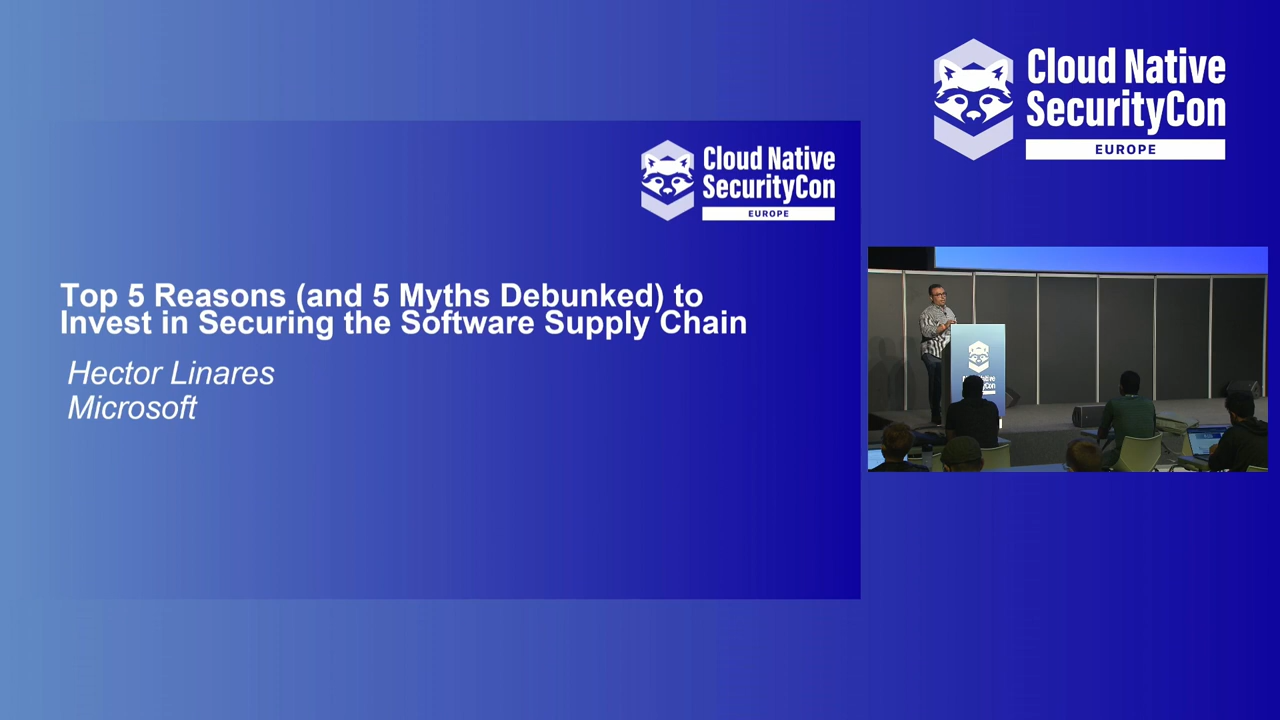 Cloud Native
SecurityCon
EUROPE
Cloud Native
SecurityCon
EUROPE
Top 5 Reasons (and 5 Myths Debunked) to
Invest in Securing the Software Supply Chain
Hector Linares
Microsoft